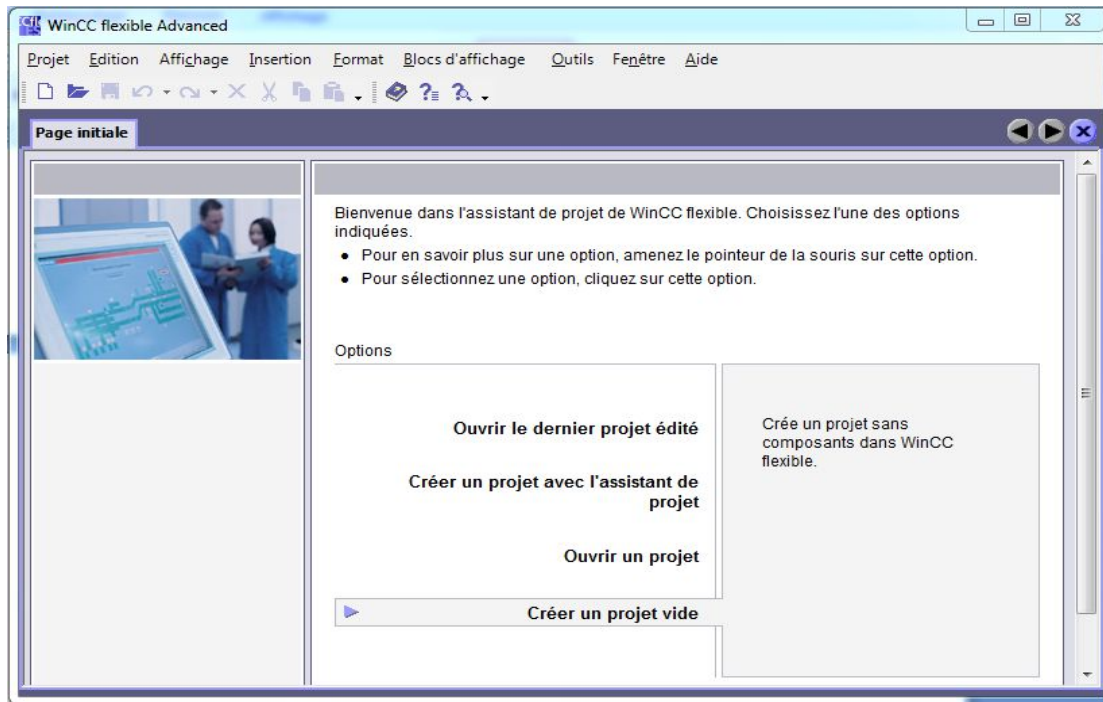 WinCC flexible Advanced
Projet Edition Affichage Insertion Format Blocs d'affichage Outils Fenêtre Aide
Page initiale
Bienvenue dans l'assistant de projet de WinCC flexible. Choisissez l'une des options
indiquées.
• Pour en savoir plus sur une option, amenez le pointeur de la souris sur cette option.
• Pour sélectionnez une option, cliquez sur cette option.
Options
Ouvrir le dernier projet édité
Créer un projet avec l'assistant de
projet
Ouvrir un projet
Créer un projet vide
Crée un projet sans
composants dans WinCC
flexible.